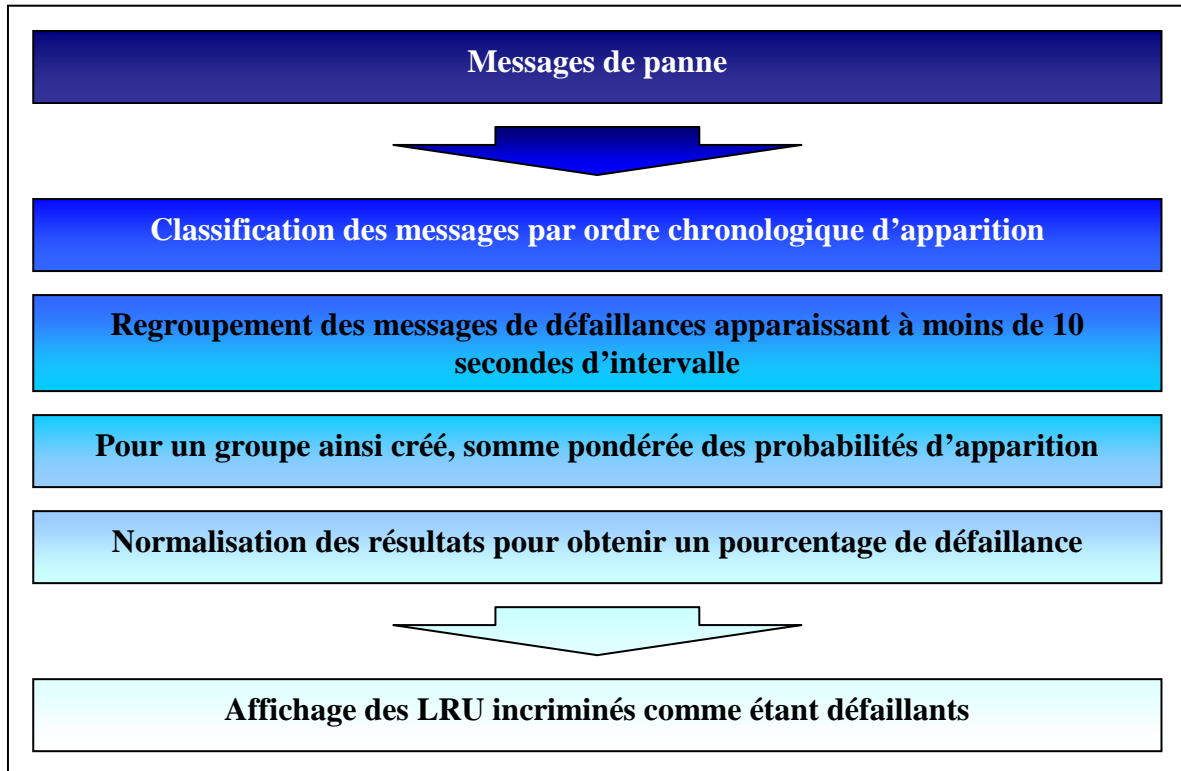 Messages de panne
Classification des messages par ordre chronologique d’apparition
Regroupement des messages de défaillances apparaissant à moins de 10
secondes d’intervalle
Pour un groupe ainsi créé, somme pondérée des probabilités d’apparition
Normalisation des résultats pour obtenir un pourcentage de défaillance
Affichage des LRU incriminés comme étant défaillants